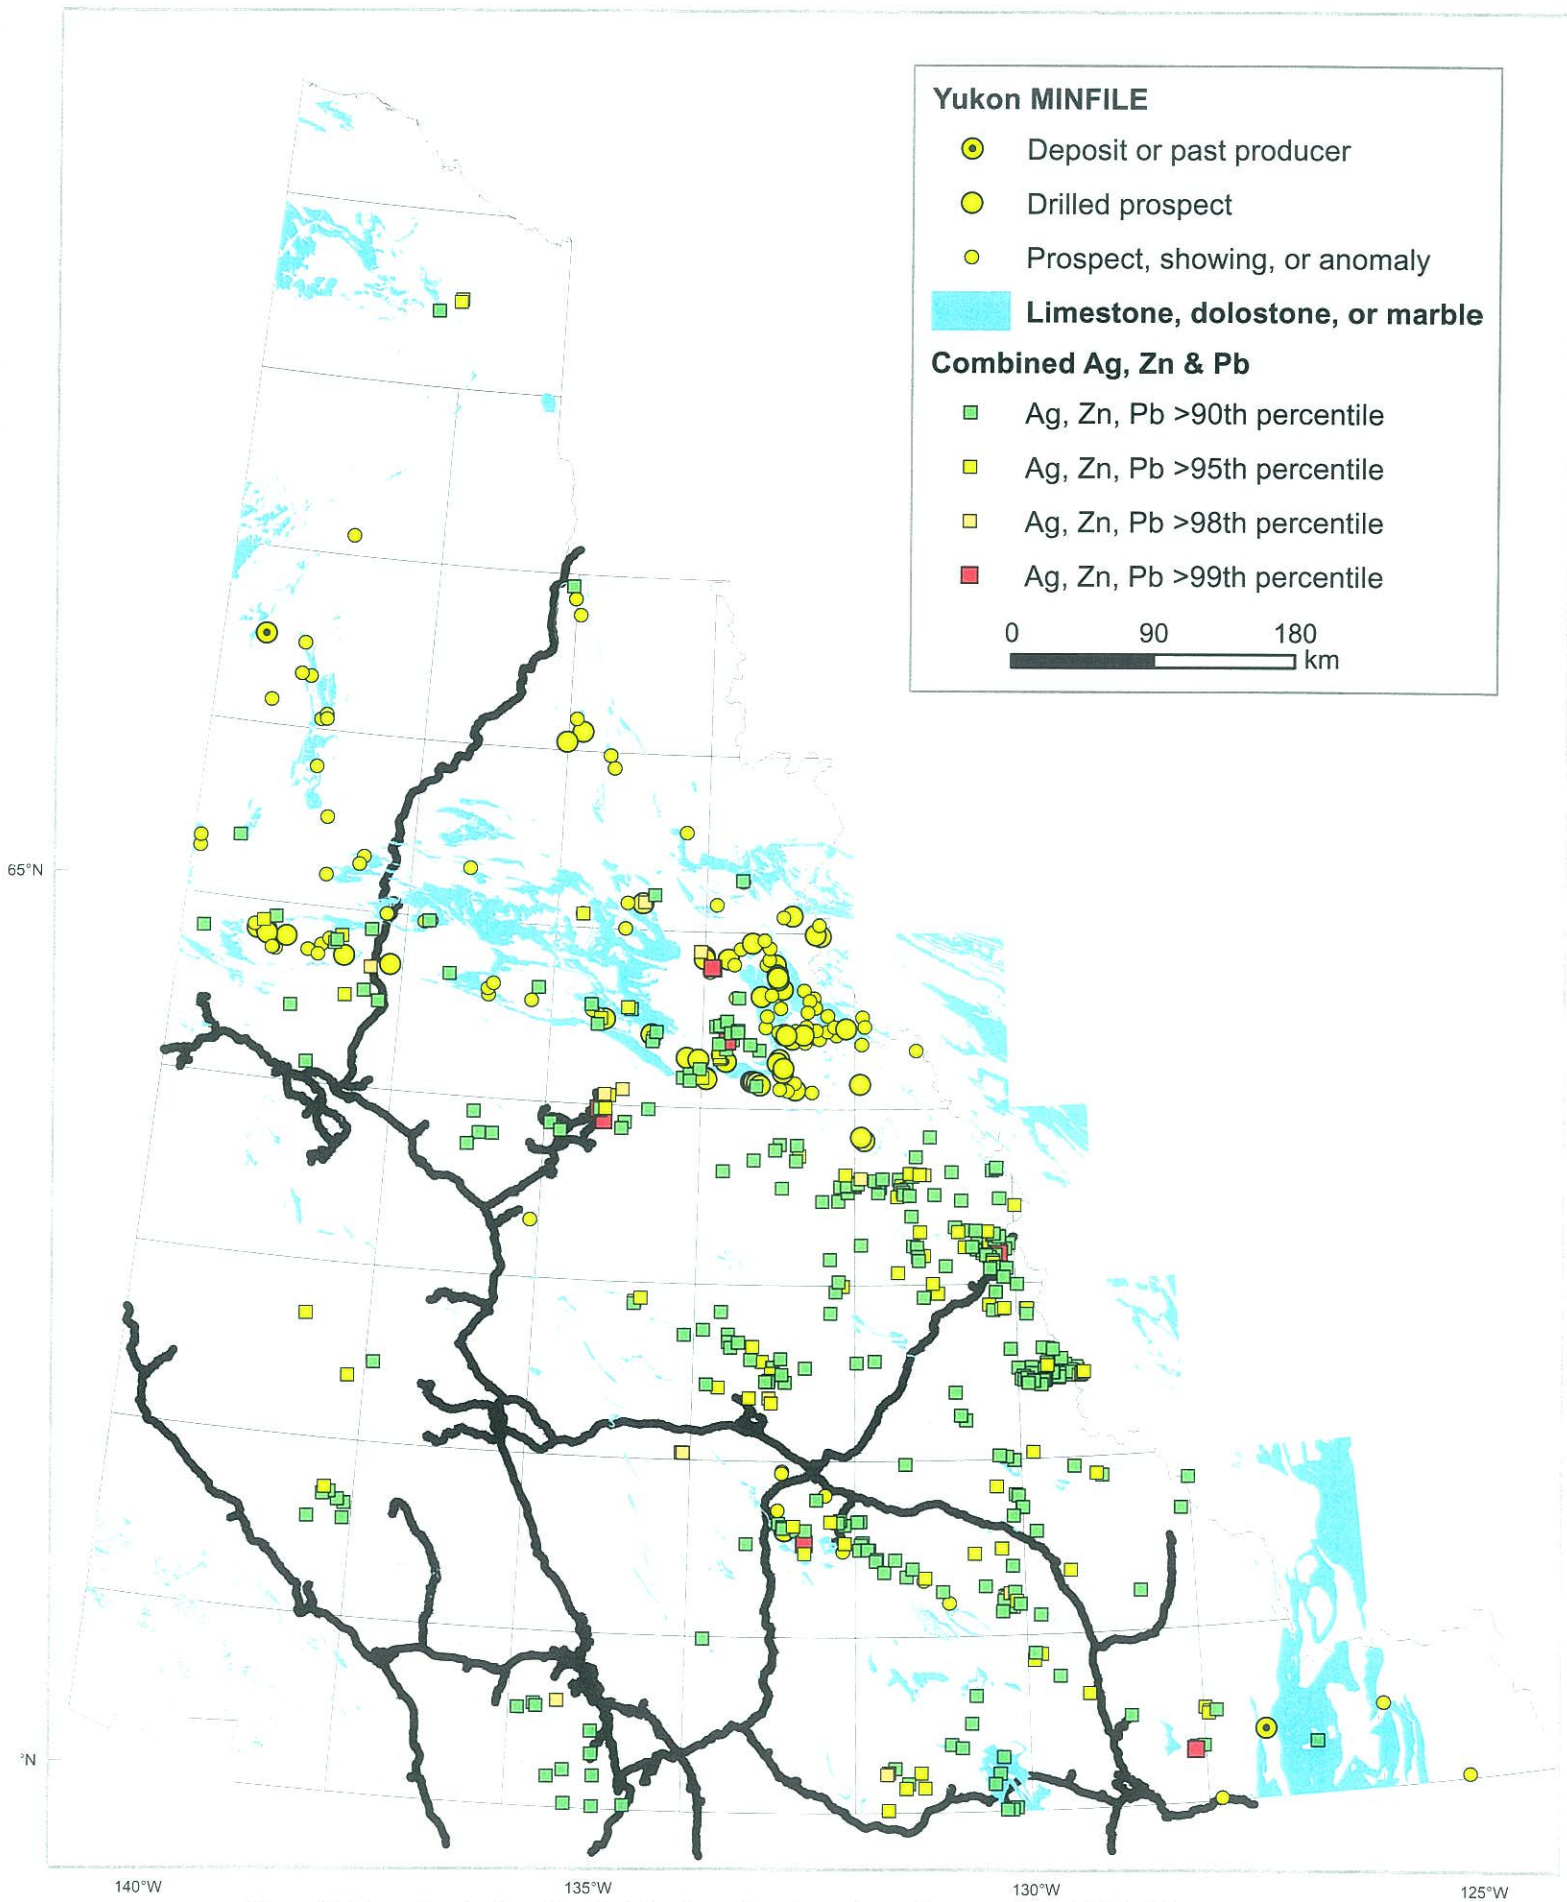 Yukon MINFILE
Deposit or past producer
Drilled prospect
Prospect, showing, or anomaly
Limestone, dolostone, or marble
Combined Ag, Zn & Pb
Ag, Zn, Pb >90th percentile
Ag, Zn, Pb >95th percentile
Ag, Zn, Pb >98th percentile
Ag, Zn, Pb >99th percentile
0 90 180
km
65°N
°N
140°W 135°W 130°W 125°W